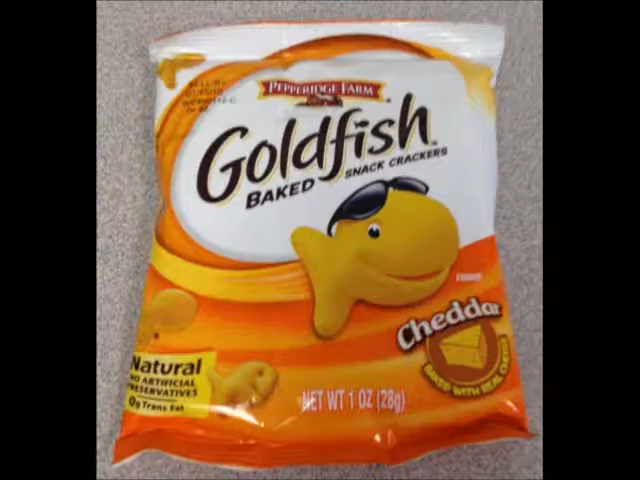 PEPPERIDGE FARM
Goldfish
BAKED SNACK CRACKERS
Cheddar
BAKED WITH REAL CHEESE
Natural
NO ARTIFICIAL
PRESERVATIVES
0g Trans Fat
NET WT 1 OZ (28g)